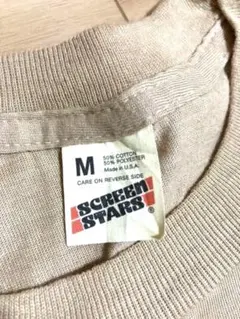 M
50% COTTON
50% POLYESTER
Made in U.S.A.
CARE ON REVERSE SIDE
SCREEN
STARS®